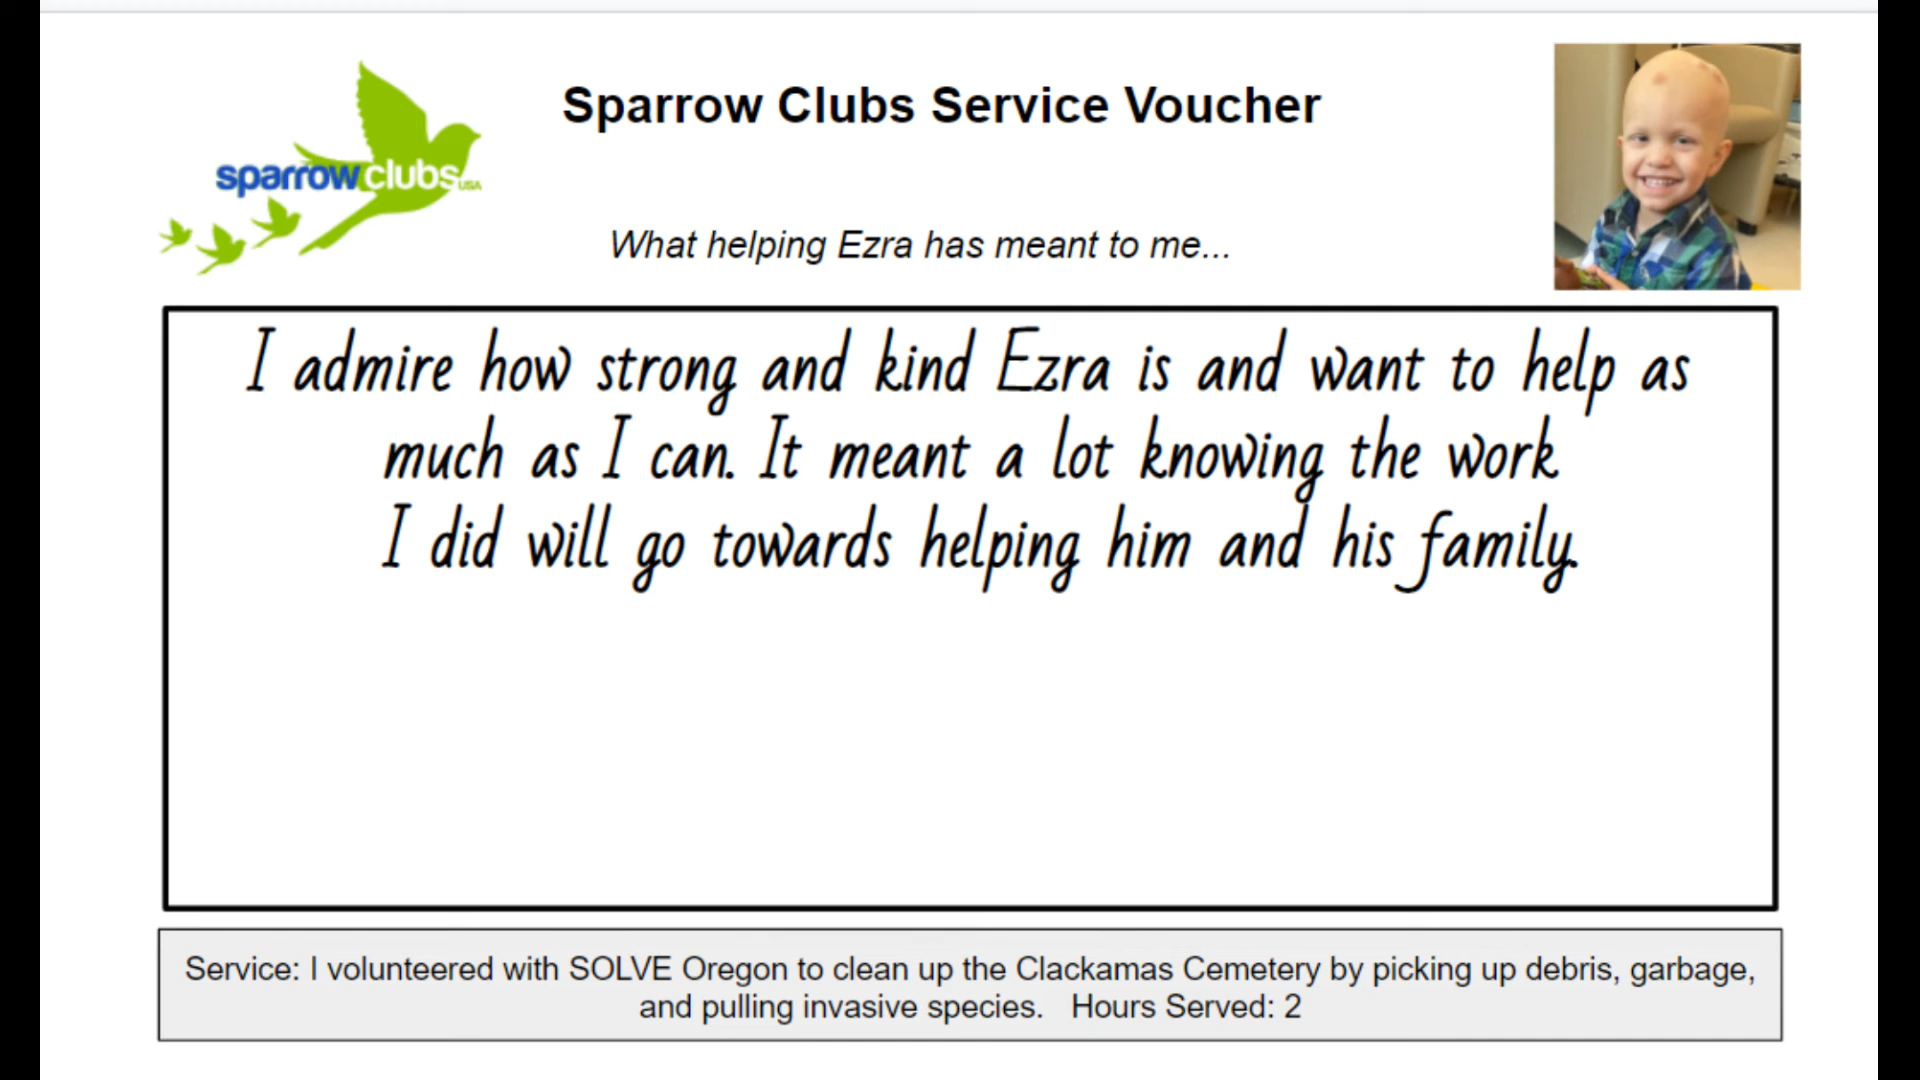 Sparrow Clubs Service Voucher
sparrowclubs USA
What helping Ezra has meant to me...
I admire how strong and kind Ezra is and want to help as
much as I can. It meant a lot knowing the work
I did will go towards helping him and his family.
Service: I volunteered with SOLVE Oregon to clean up the Clackamas Cemetery by picking up debris, garbage,
and pulling invasive species. Hours Served: 2